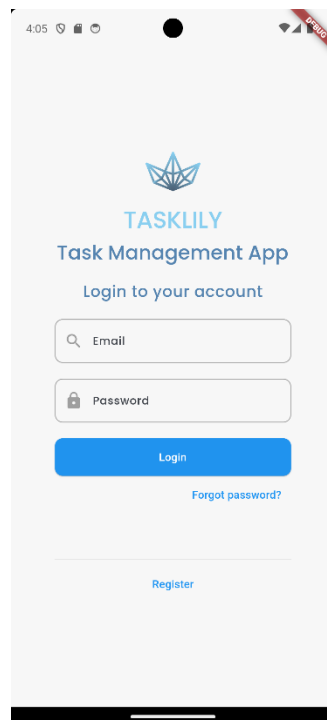 4:05
DEBUG
TASKLILY
Task Management App
Login to your account
Email
Password
Login
Forgot password?
Register